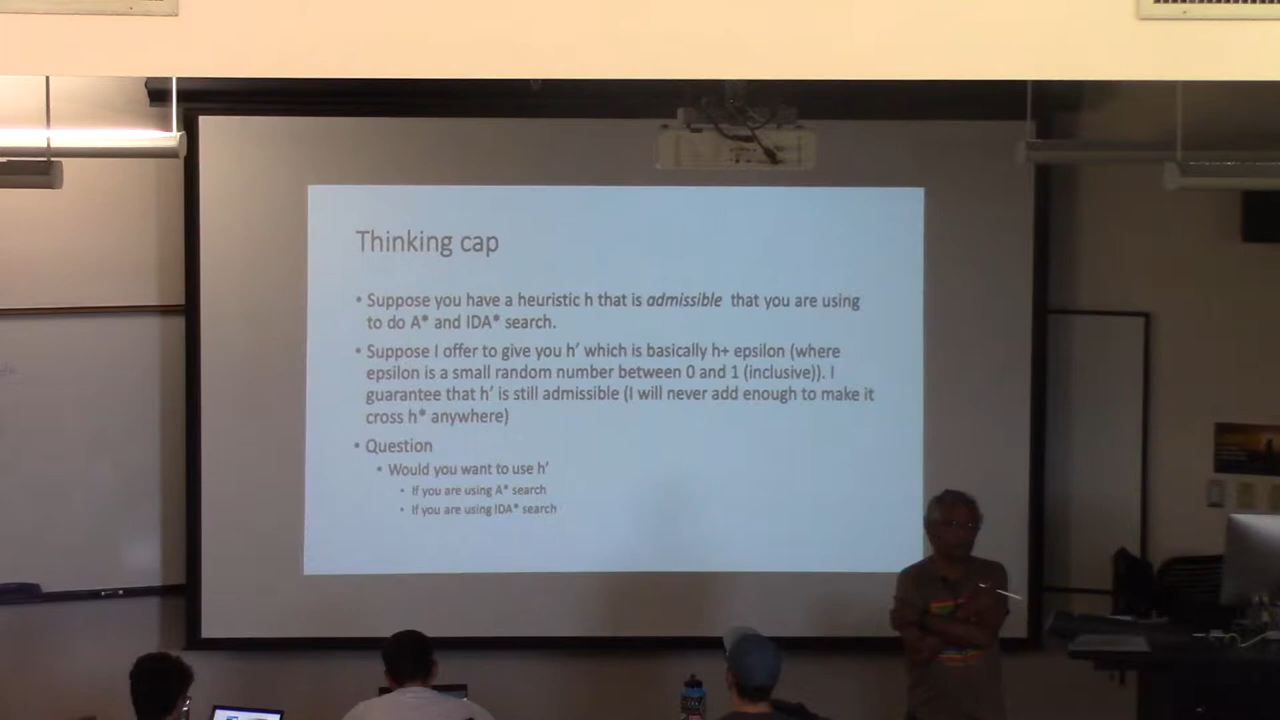 Thinking cap
• Suppose you have a heuristic h that is admissible that you are using
to do A* and IDA* search.
• Suppose I offer to give you h’ which is basically h+ epsilon (where
epsilon is a small random number between 0 and 1 (inclusive)). I
guarantee that h’ is still admissible (I will never add enough to make it
cross h* anywhere)
• Question
• Would you want to use h’
• If you are using A* search
• If you are using IDA* search